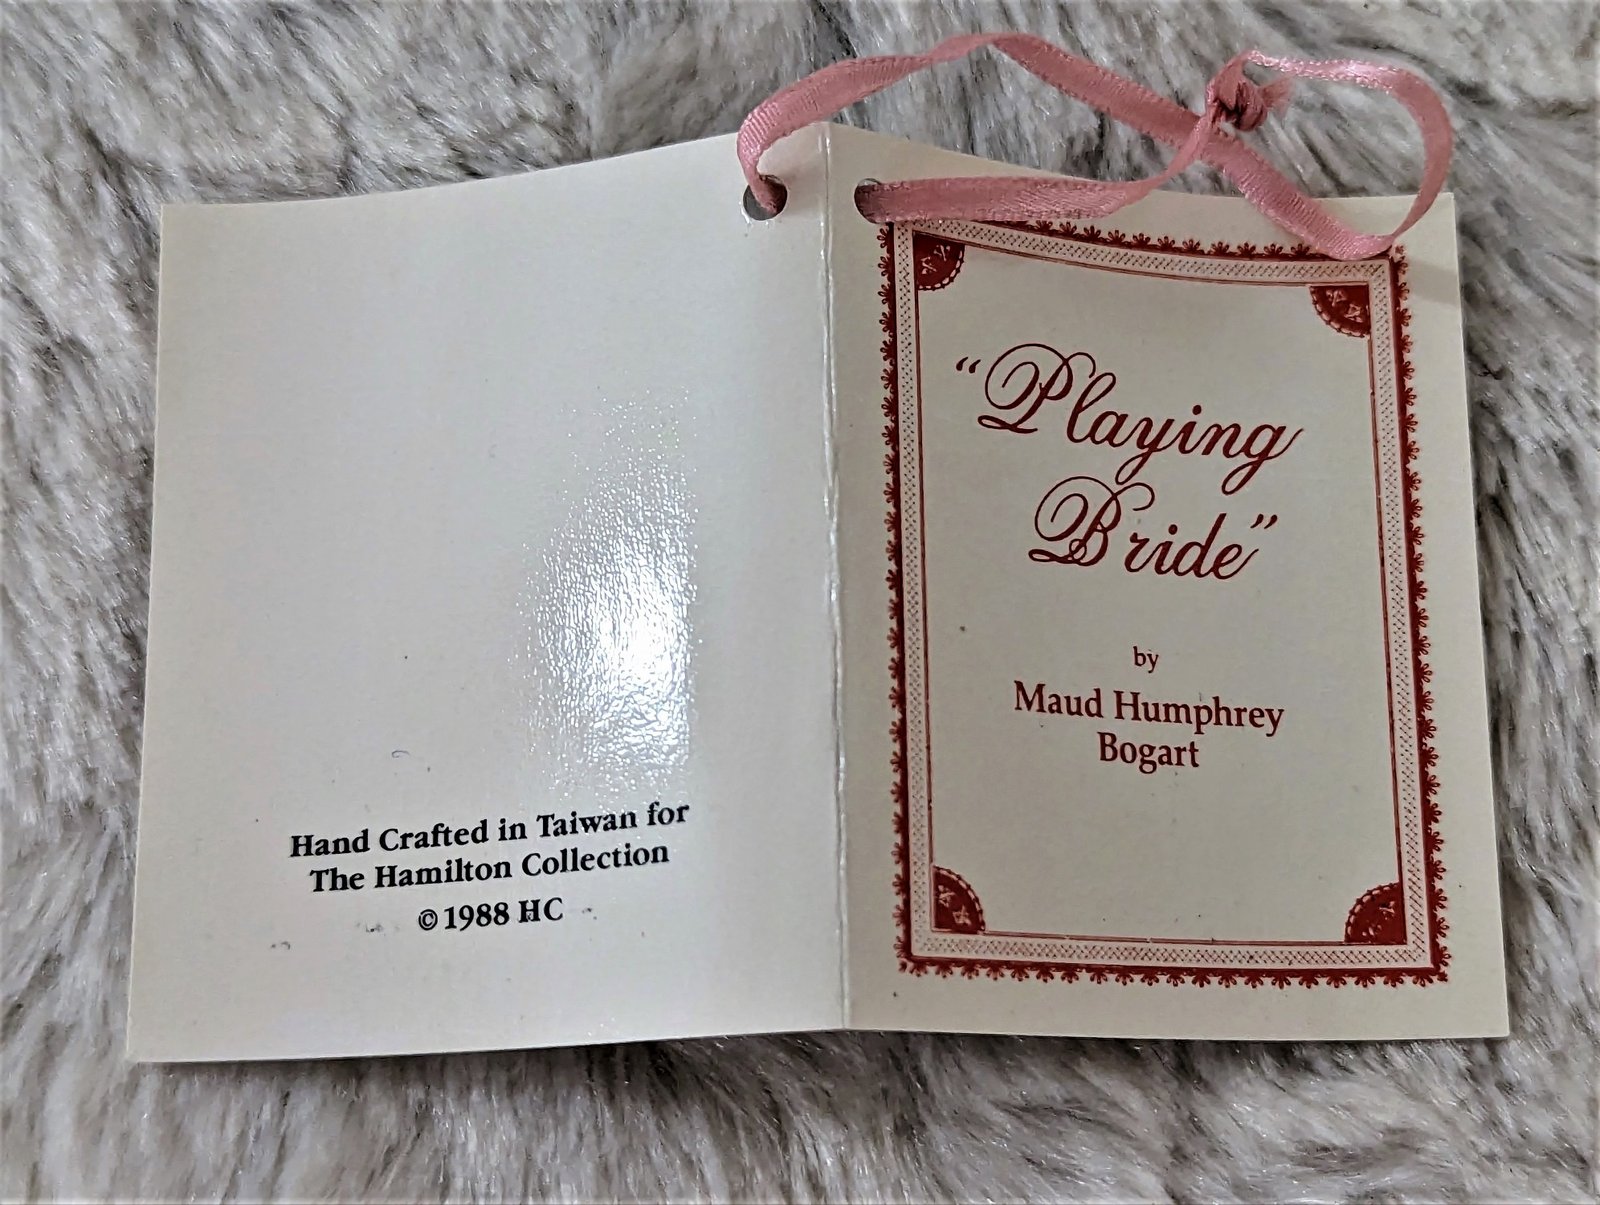 Hand Crafted in Taiwan for
The Hamilton Collection
©1988 HC
“Playing
Bride”
by
Maud Humphrey
Bogart